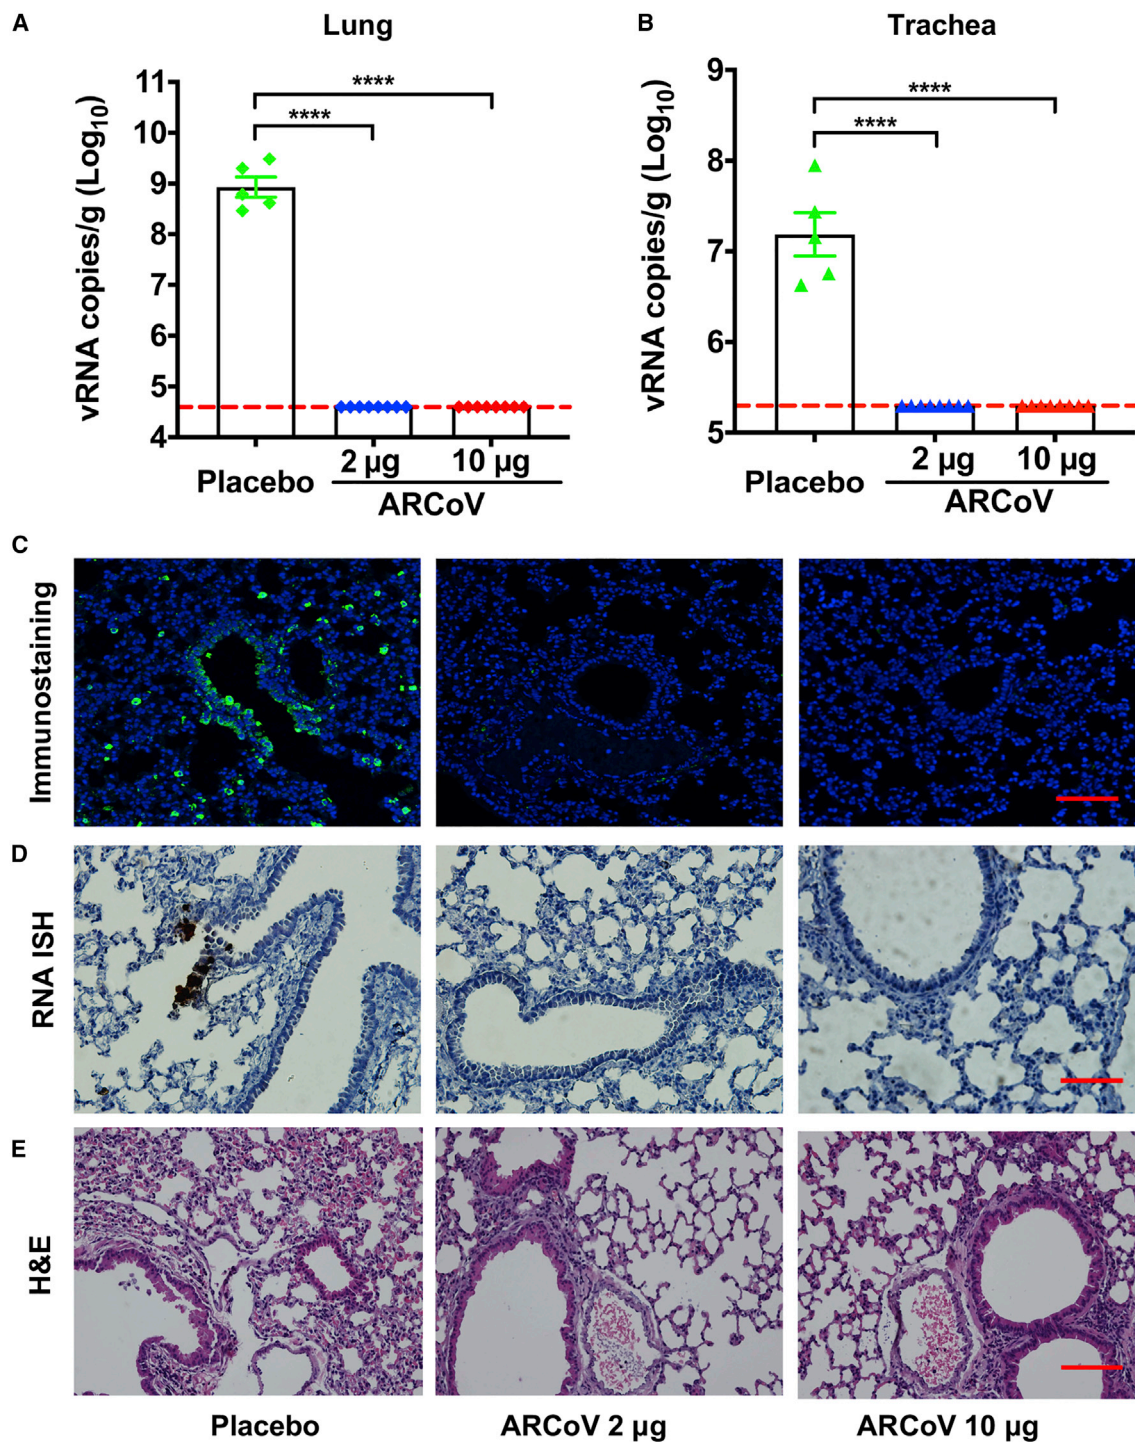 A
Lung
vRNA copies/g (Log10)
11
10
9
8
7
6
5
4
****
****
Placebo
2 µg
10 µg
ARCoV
B
Trachea
vRNA copies/g (Log10)
9
8
7
6
5
****
****
Placebo
2 µg
10 µg
ARCoV
C
Immunostaining
D
RNA ISH
E
H&E
Placebo
ARCoV 2 µg
ARCoV 10 µg